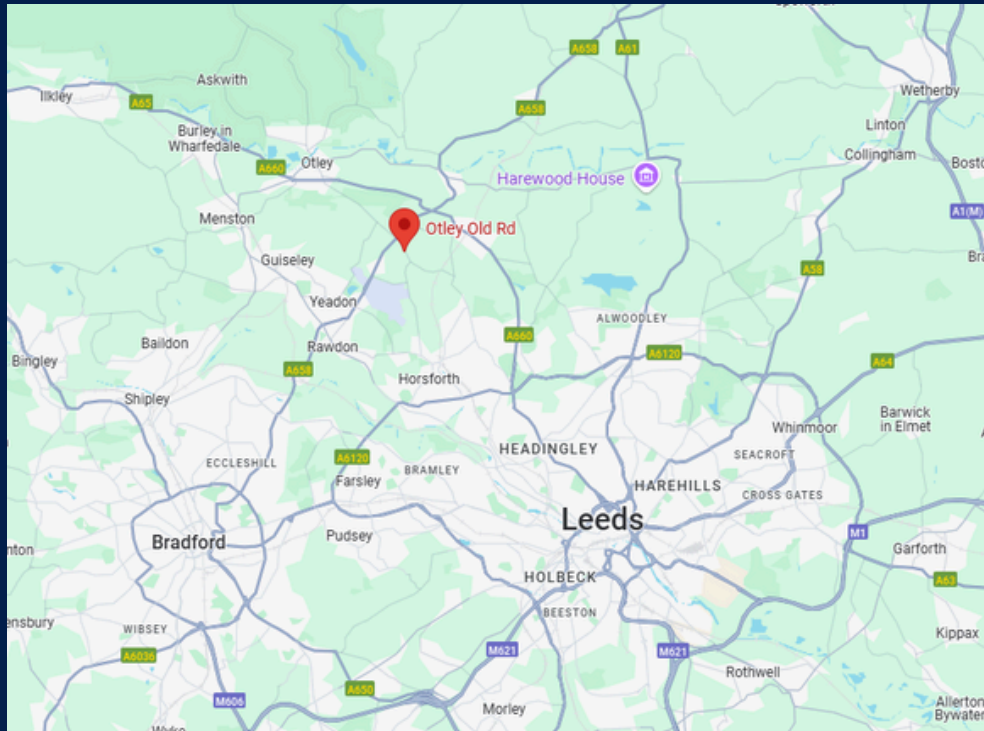 A658
A61
Askwith
Wetherby
Ilkley
A65
A658
Linton
Burley in
Wharfedale
Otley
Collingham
A660
Harewood House
Menston
A1(M)
Otley Old Rd
Guiseley
A58
Yeadon
ALWOODLEY
A660
Baildon
Rawdon
A6120
Bingley
A658
Horsforth
A64
Shipley
Barwick
in Elmet
Whinmoor
HEADINGLEY
SEACROFT
A6120
ECCLESHILL
BRAMLEY
Farsley
HAREHILLS
CROSS GATES
Leeds
Pudsey
Bradford
M1
Garforth
HOLBECK
A63
BEESTON
WIBSEY
Kippax
A6036
M621
M621
Rothwell
A650
M606
Morley
Allerton
Bywater